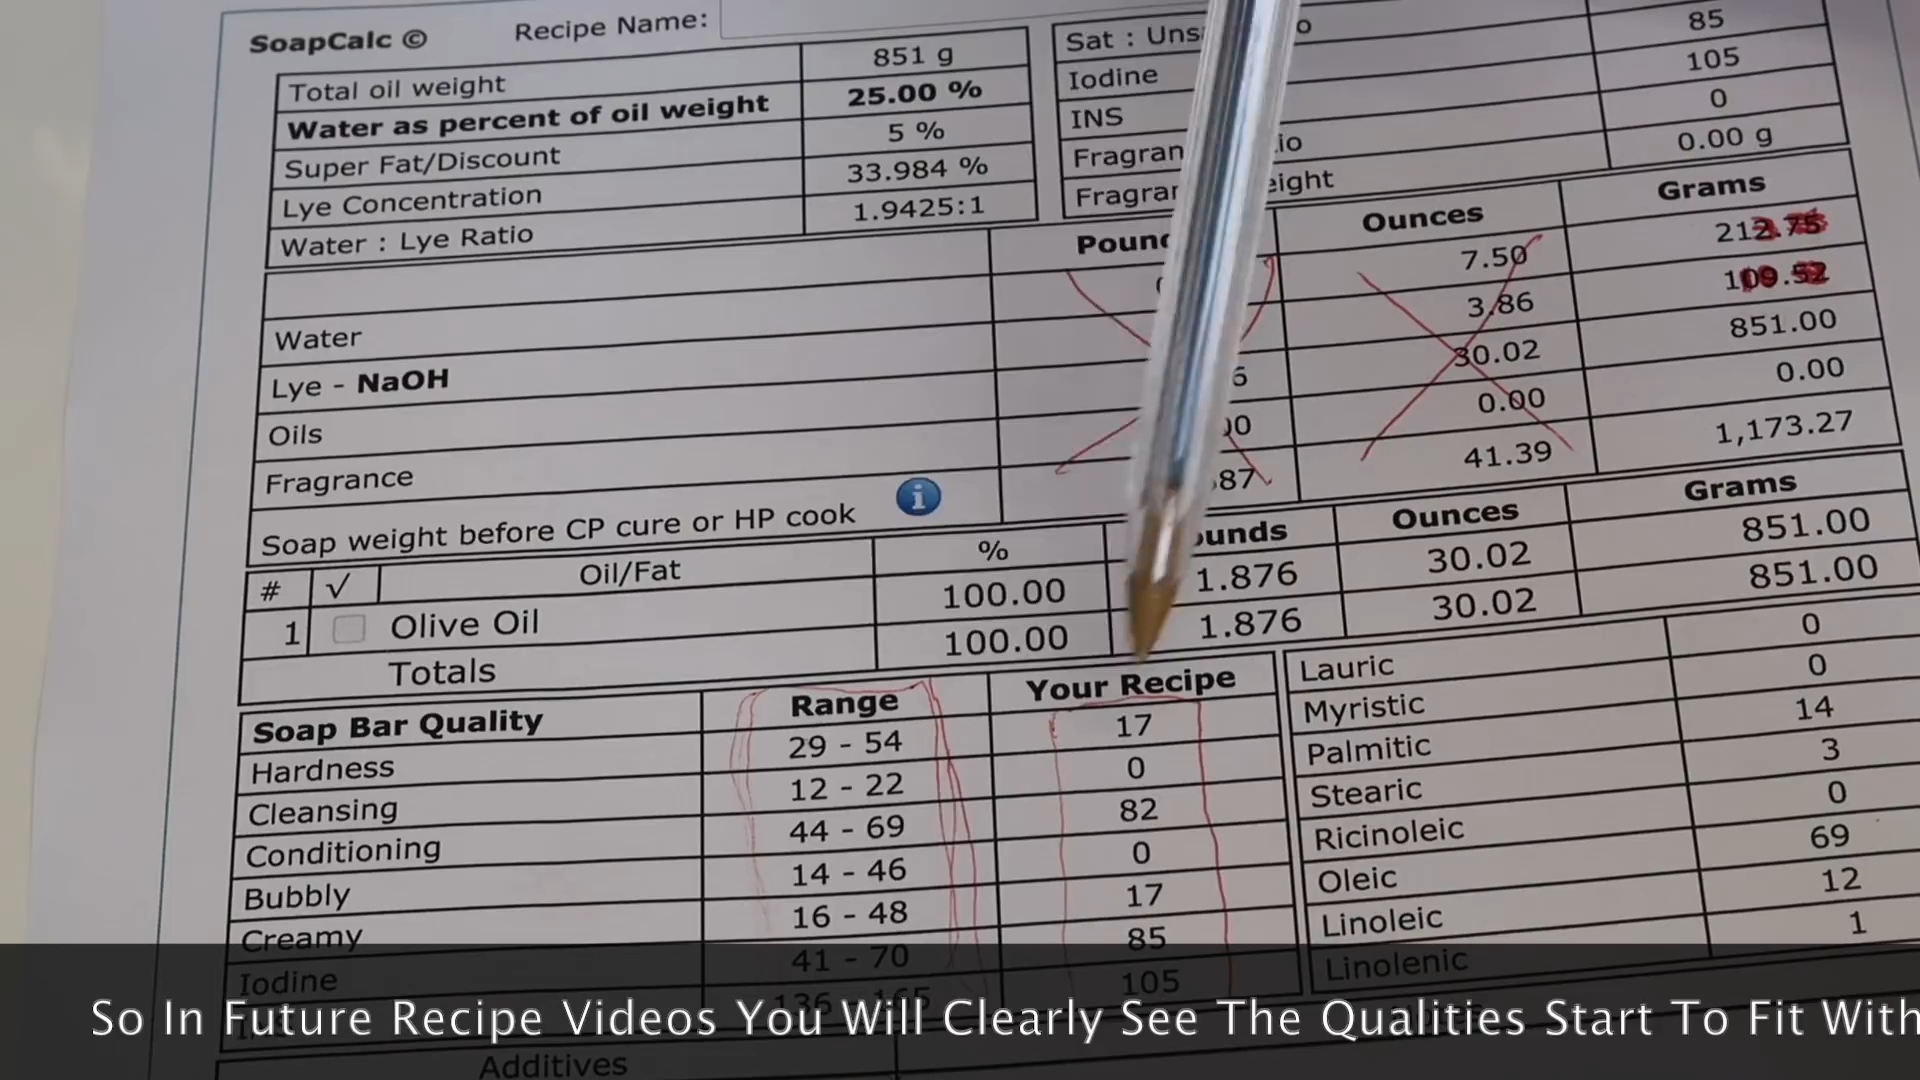 SoapCalc © Recipe Name:
Total oil weight 851 g
Water as percent of oil weight 25.00 %
Super Fat/Discount 5 %
Lye Concentration 33.984 %
Water : Lye Ratio 1.9425:1
Sat :
Iodine 85
INS 105
0
0.00 g
Ounces Grams
Water 7.50 212.75
Lye - NaOH 3.86 109.52
Oils 30.02 851.00
Fragrance 0.00 0.00
Soap weight before CP cure or HP cook 41.39 1,173.27
# √ Oil/Fat % Ounces Grams
1 Olive Oil 100.00 1.876 30.02 851.00
Totals 100.00 1.876 30.02 851.00
Soap Bar Quality Range Your Recipe
Hardness 29 - 54 17
Cleansing 12 - 22 0
Conditioning 44 - 69 82
Bubbly 14 - 46 0
Creamy 16 - 48 17
Iodine 41 - 70 85
136 - 165 105
Lauric 0
Myristic 0
Palmitic 14
Stearic 3
Ricinoleic 0
Oleic 69
Linoleic 12
Linolenic 1
Additives
So In Future Recipe Videos You Will Clearly See The Qualities Start To Fit With